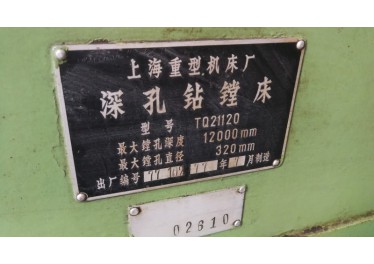 上海重型机床厂
深孔钻镗床
型号 TQ21120
最大镗孔深度 12000mm
最大镗孔直径 320mm
出厂编号 77 年 7 月制造
02610